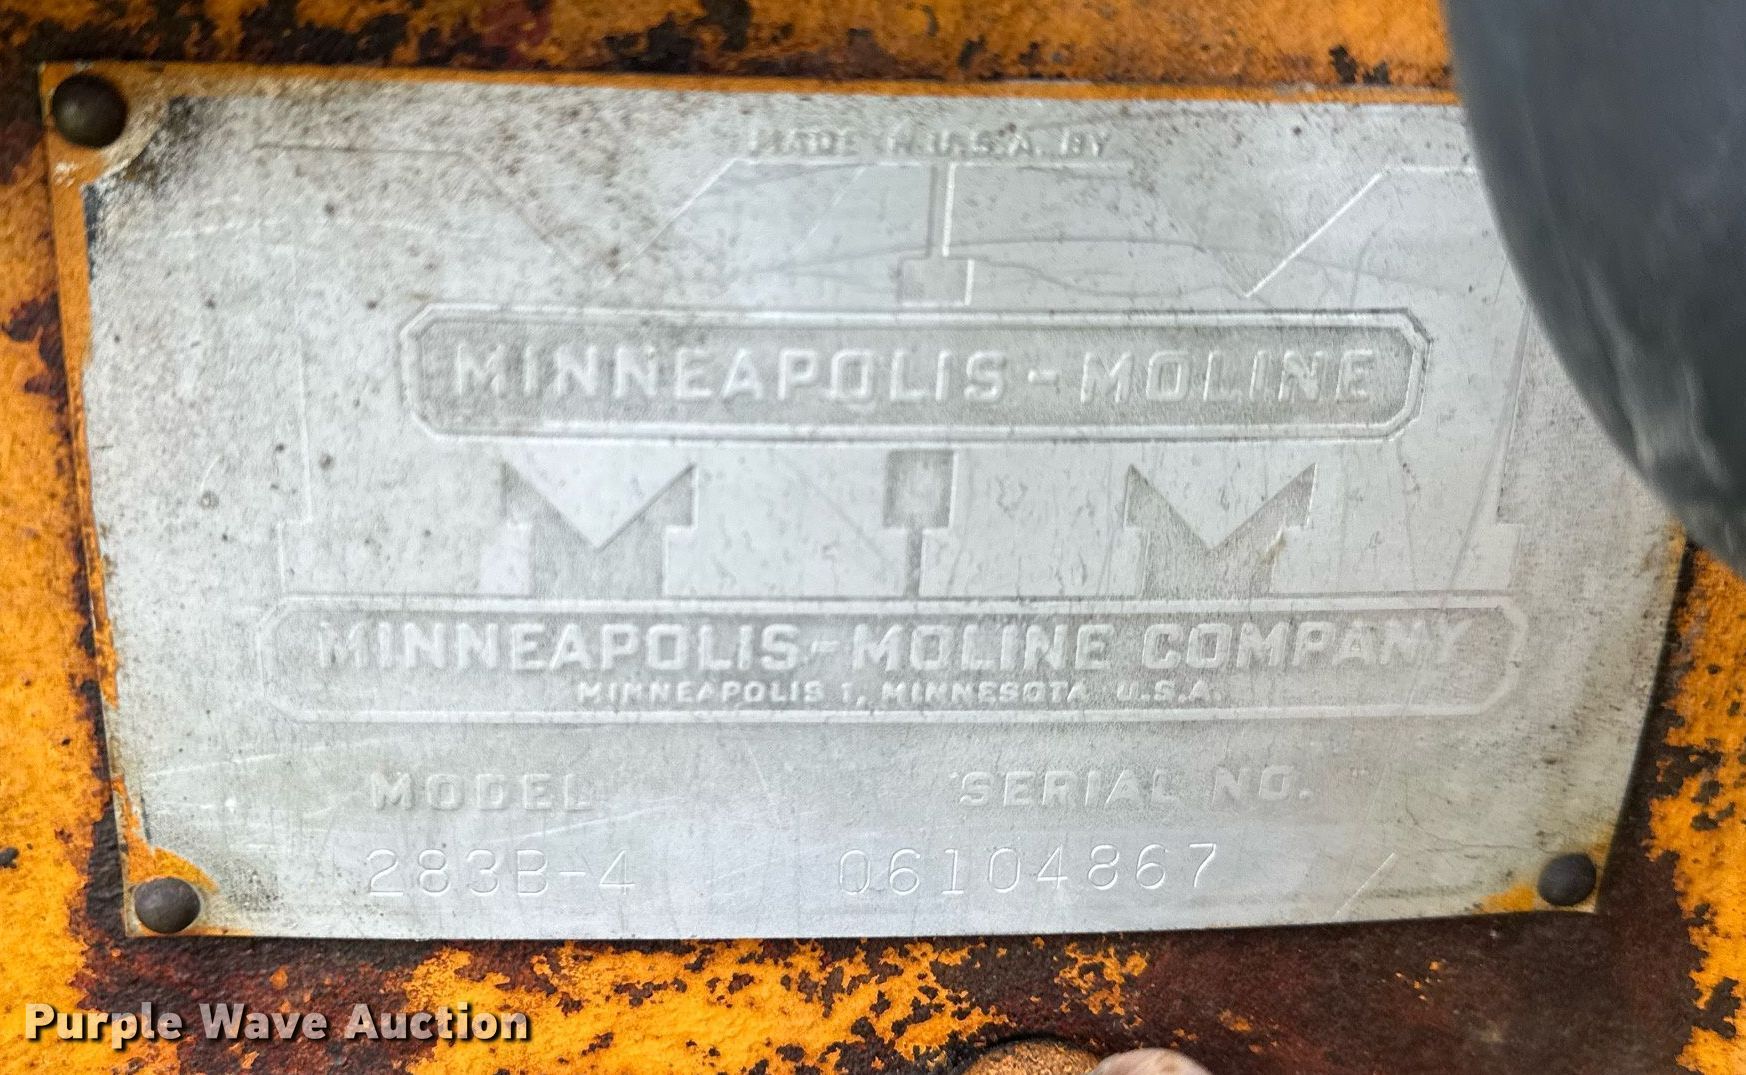 MADE IN U.S.A. BY
MINNEAPOLIS-MOLINE
MM
MINNEAPOLIS-MOLINE COMPANY
MINNEAPOLIS 1, MINNESOTA U.S.A.
MODEL SERIAL NO.
283B-4 06104867
Purple Wave Auction